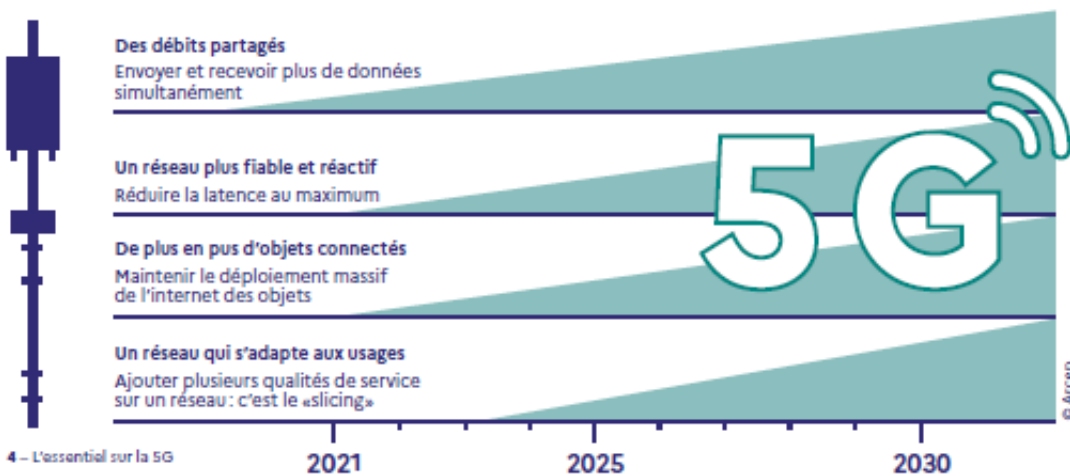 Des débits partagés
Envoyer et recevoir plus de données
simultanément
Un réseau plus fiable et réactif
Réduire la latence au maximum
De plus en pus d'objets connectés
Maintenir le déploiement massif
de l'internet des objets
Un réseau qui s'adapte aux usages
Ajouter plusieurs qualités de service
sur un réseau : c'est le «slicing»
5G
© Arcep
4 – L'essentiel sur la 5G
2021
2025
2030